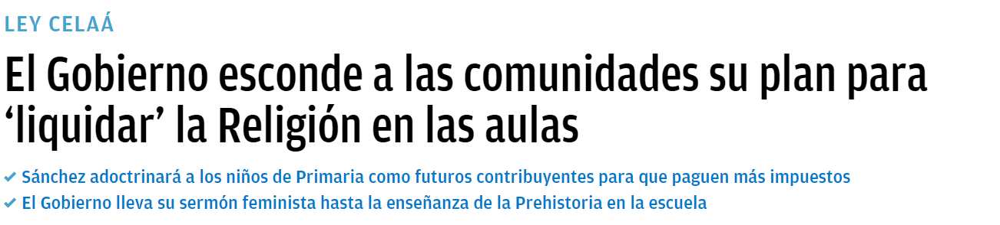 LEY CELAÁ
El Gobierno esconde a las comunidades su plan para
‘liquidar’ la Religión en las aulas
✓ Sánchez adoctrinará a los niños de Primaria como futuros contribuyentes para que paguen más impuestos
✓ El Gobierno lleva su sermón feminista hasta la enseñanza de la Prehistoria en la escuela